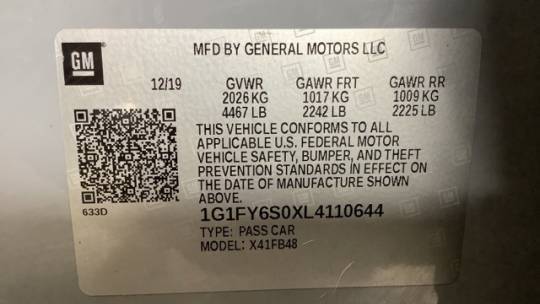 GM
MFD BY GENERAL MOTORS LLC
12/19 GVWR GAWR FRT GAWR RR
2026 KG 1017 KG 1009 KG
4467 LB 2242 LB 2225 LB
THIS VEHICLE CONFORMS TO ALL
APPLICABLE U.S. FEDERAL MOTOR
VEHICLE SAFETY, BUMPER, AND THEFT
PREVENTION STANDARDS IN EFFECT ON
THE DATE OF MANUFACTURE SHOWN
ABOVE.
633D
1G1FY6S0XL4110644
TYPE: PASS CAR
MODEL: X41FB48